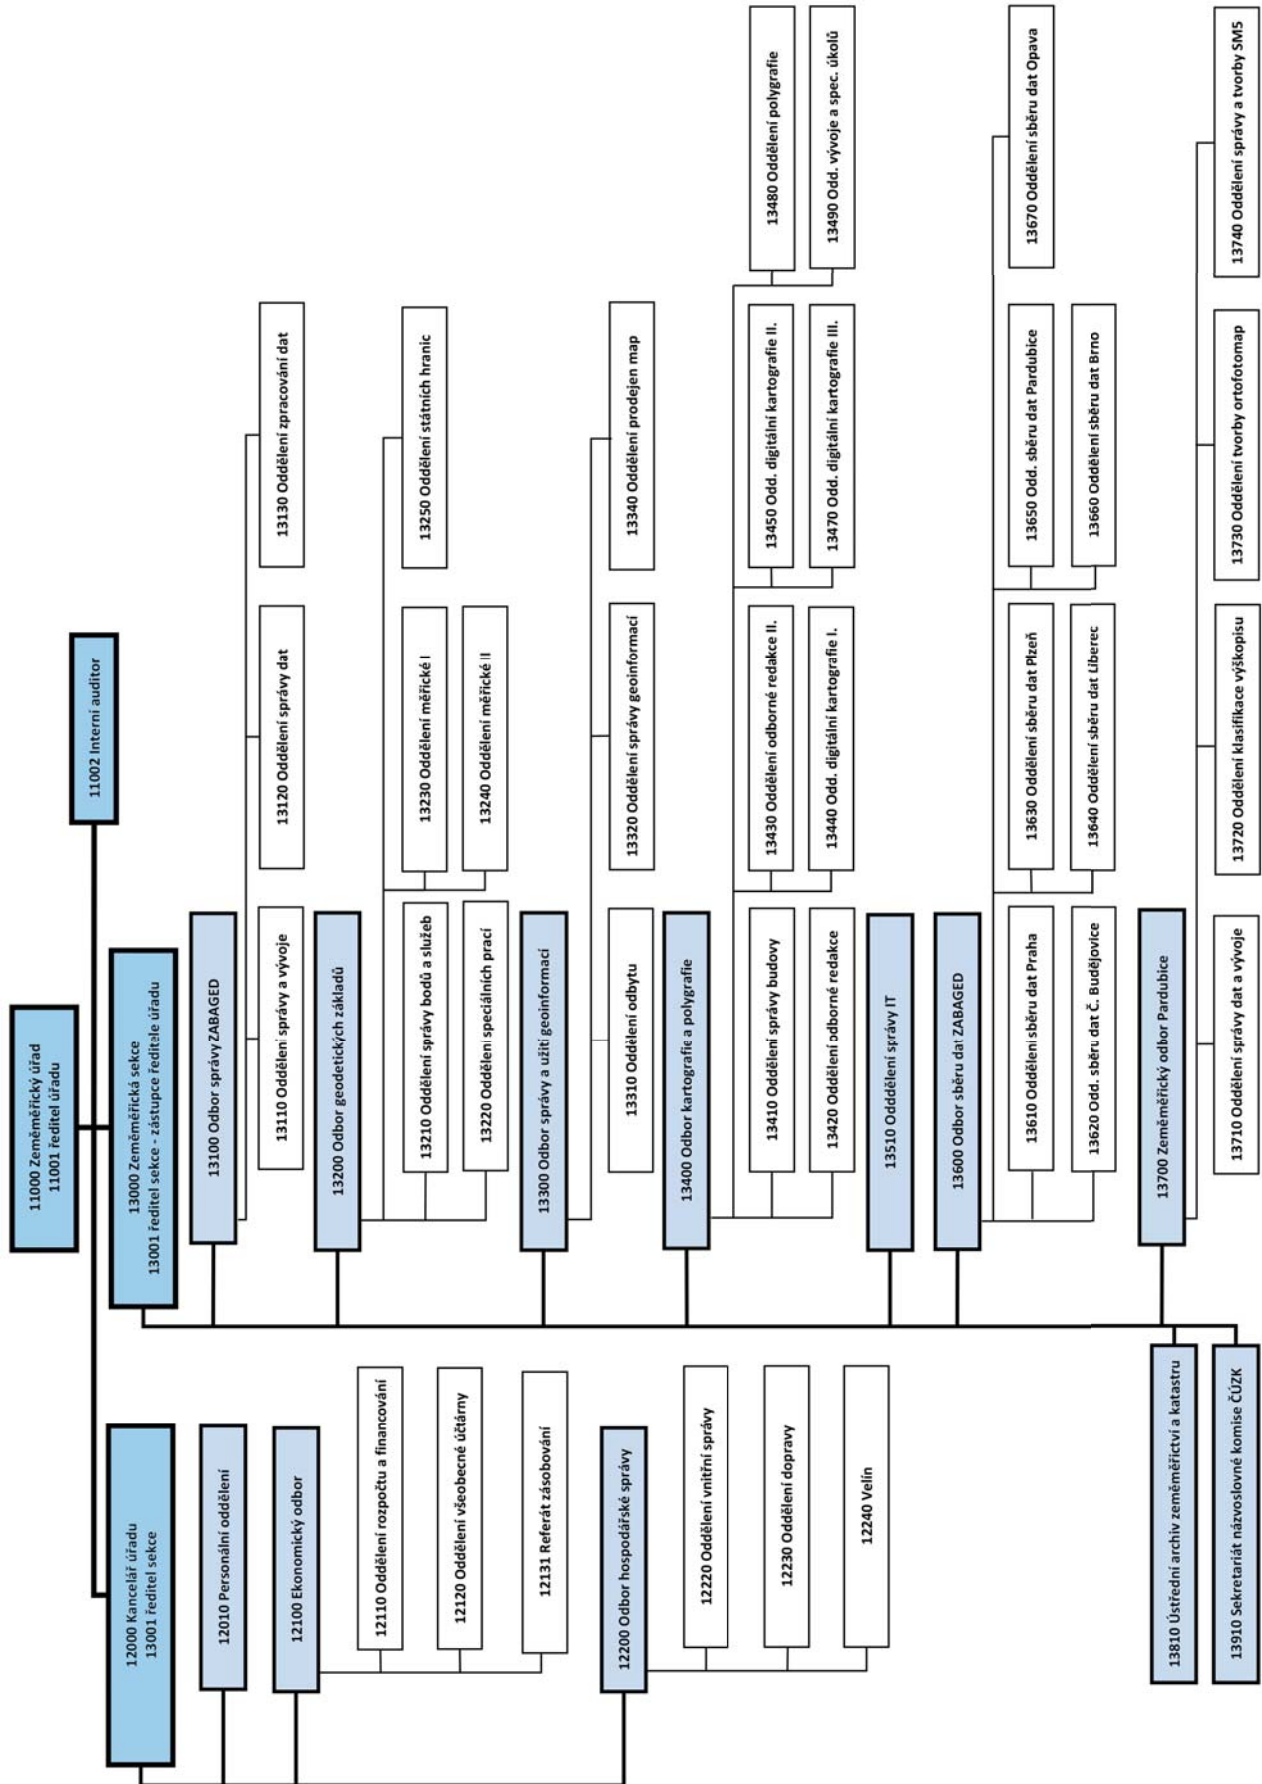 11000 Zeměměřický úřad
11001 ředitel úřadu
11002 Interní auditor
12000 Kancelář úřadu
13001 ředitel sekce
12010 Personální oddělení
12100 Ekonomický odbor
12110 Oddělení rozpočtu a financování
12120 Oddělení všeobecné účtárny
12131 Referát zásobování
12200 Odbor hospodářské správy
12220 Oddělení vnitřní správy
12230 Oddělení dopravy
12240 Velín
13000 Zeměměřická sekce
13001 ředitel sekce - zástupce ředitele úřadu
13100 Odbor správy ZABAGED
13110 Oddělení správy a vývoje
13120 Oddělení správy dat
13130 Oddělení zpracování dat
13200 Odbor geodetických základů
13210 Oddělení správy bodů a služeb
13220 Oddělení speciálních prací
13230 Oddělení měřické I
13240 Oddělení měřické II
13250 Oddělení státních hranic
13300 Odbor správy a užití geoinformací
13310 Oddělení odbytu
13320 Oddělení správy geoinformací
13340 Oddělení prodejen map
13400 Odbor kartografie a polygrafie
13410 Oddělení správy budovy
13420 Oddělení odborné redakce
13430 Oddělení odborné redakce II.
13440 Odd. digitální kartografie I.
13450 Odd. digitální kartografie II.
13470 Odd. digitální kartografie III.
13480 Oddělení polygrafie
13490 Odd. vývoje a spec. úkolů
13510 Odddělení správy IT
13600 Odbor sběru dat ZABAGED
13610 Oddělení sběru dat Praha
13620 Odd. sběru dat Č. Budějovice
13630 Oddělení sběru dat Plzeň
13640 Oddělení sběru dat Liberec
13650 Odd. sběru dat Pardubice
13660 Oddělení sběru dat Brno
13670 Oddělení sběru dat Opava
13700 Zeměměřický odbor Pardubice
13710 Oddělení správy dat a vývoje
13720 Oddělení klasifikace výškopisu
13730 Oddělení tvorby ortofotomap
13740 Oddělení správy a tvorby SM5
13810 Ústřední archiv zeměměřictví a katastru
13910 Sekretariát názvoslovné komise ČÚZK